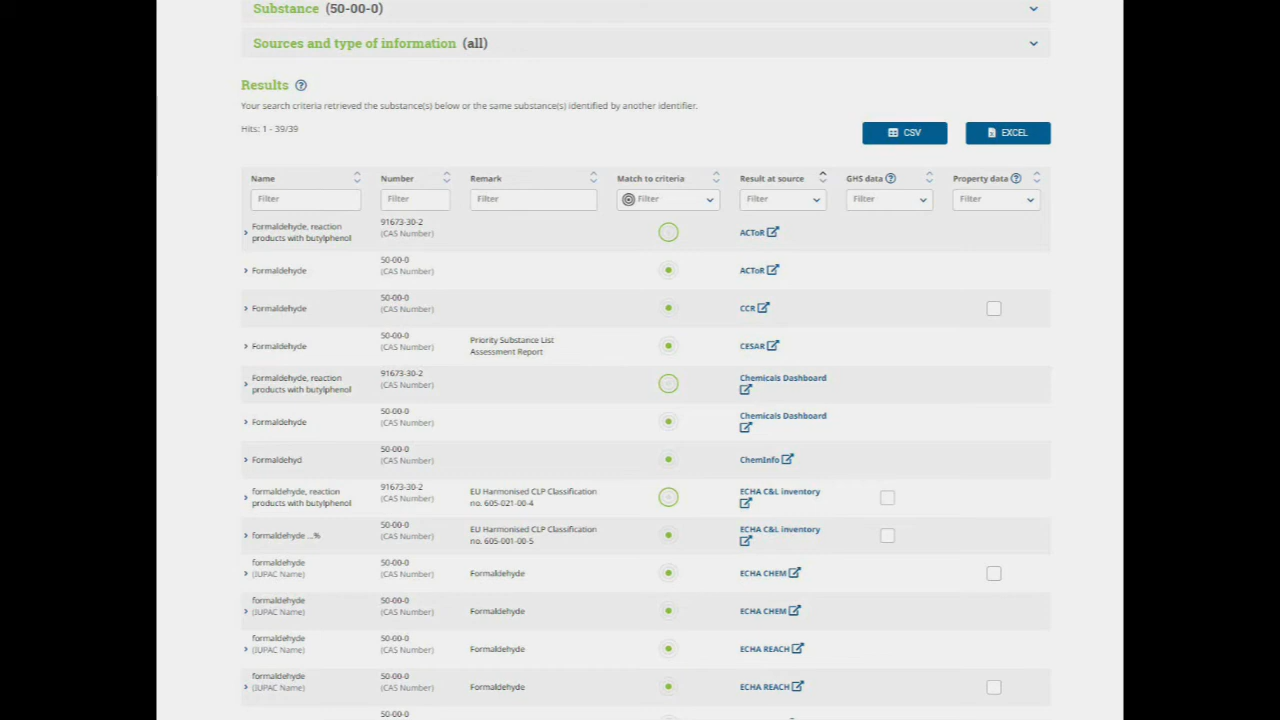 Substance (50-00-0)
Sources and type of information (all)
Results
Your search criteria retrieved the substance(s) below or the same substance(s) identified by another identifier.
Hits: 1 - 39/39
CSV EXCEL
Name Number Remark Match to criteria Result at source GHS data Property data
Filter Filter Filter Filter Filter Filter Filter
Formaldehyde, reaction products with butylphenol 91673-30-2 (CAS Number) ACToR
Formaldehyde 50-00-0 (CAS Number) ACToR
Formaldehyde 50-00-0 (CAS Number) CCR
Formaldehyde 50-00-0 (CAS Number) Priority Substance List Assessment Report CESAR
Formaldehyde, reaction products with butylphenol 91673-30-2 (CAS Number) Chemicals Dashboard
Formaldehyde 50-00-0 (CAS Number) Chemicals Dashboard
Formaldehyd 50-00-0 (CAS Number) ChemInfo
formaldehyde, reaction products with butylphenol 91673-30-2 (CAS Number) EU Harmonised CLP Classification no. 605-021-00-4 ECHA C&L inventory
formaldehyde ...% 50-00-0 (CAS Number) EU Harmonised CLP Classification no. 605-001-00-5 ECHA C&L inventory
formaldehyde (IUPAC Name) 50-00-0 (CAS Number) Formaldehyde ECHA CHEM
formaldehyde (IUPAC Name) 50-00-0 (CAS Number) Formaldehyde ECHA CHEM
formaldehyde (IUPAC Name) 50-00-0 (CAS Number) Formaldehyde ECHA REACH
formaldehyde (IUPAC Name) 50-00-0 (CAS Number) Formaldehyde ECHA REACH
50-00-0